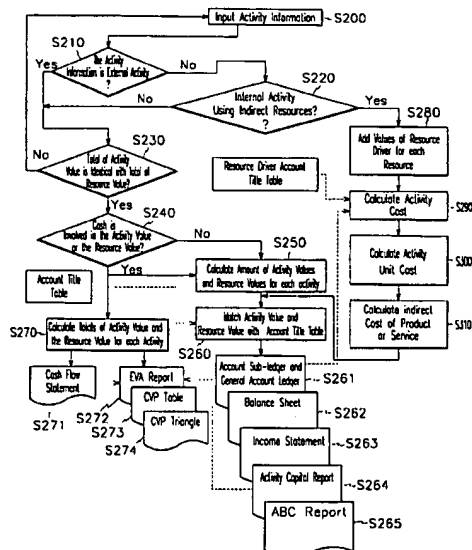 Input Activity Information
S200
S210
The Activity
Information is External Activity
?
Yes
No
S220
Internal Activity
Using Indirect Resources?
?
No
Yes
S280
Add Values of Resource
Driver for each
Resource
S230
Total of Activity
Value is Identical with Total of
Resource Value?
No
Yes
Resource Driver Account
Title Table
Calculate Activity
Cost
S290
S240
Cash is
Involved in the Activity Value
or the Resource Value?
No
Yes
S250
Calculate Amount of Activity Values
and Resource Values for each activity
Calculate Activity
Unit Cost
S300
Account Title
Table
Calculate Indirect
Cost of Product
or Service
S310
S270
Calculate Totals of Activity Value and
the Resource Value for Each Activity
Match Activity Value and
Resource Value with Account Title Table
S260
Cash Flow
Statement
S271
EVA Report
S272
CVP Table
S273
CVP Triangle
S274
Account Sub-ledger and
General Account Ledger
S261
Balance Sheet
S262
Income Statement
S263
Activity Capital Report
S264
ABC Report
S265